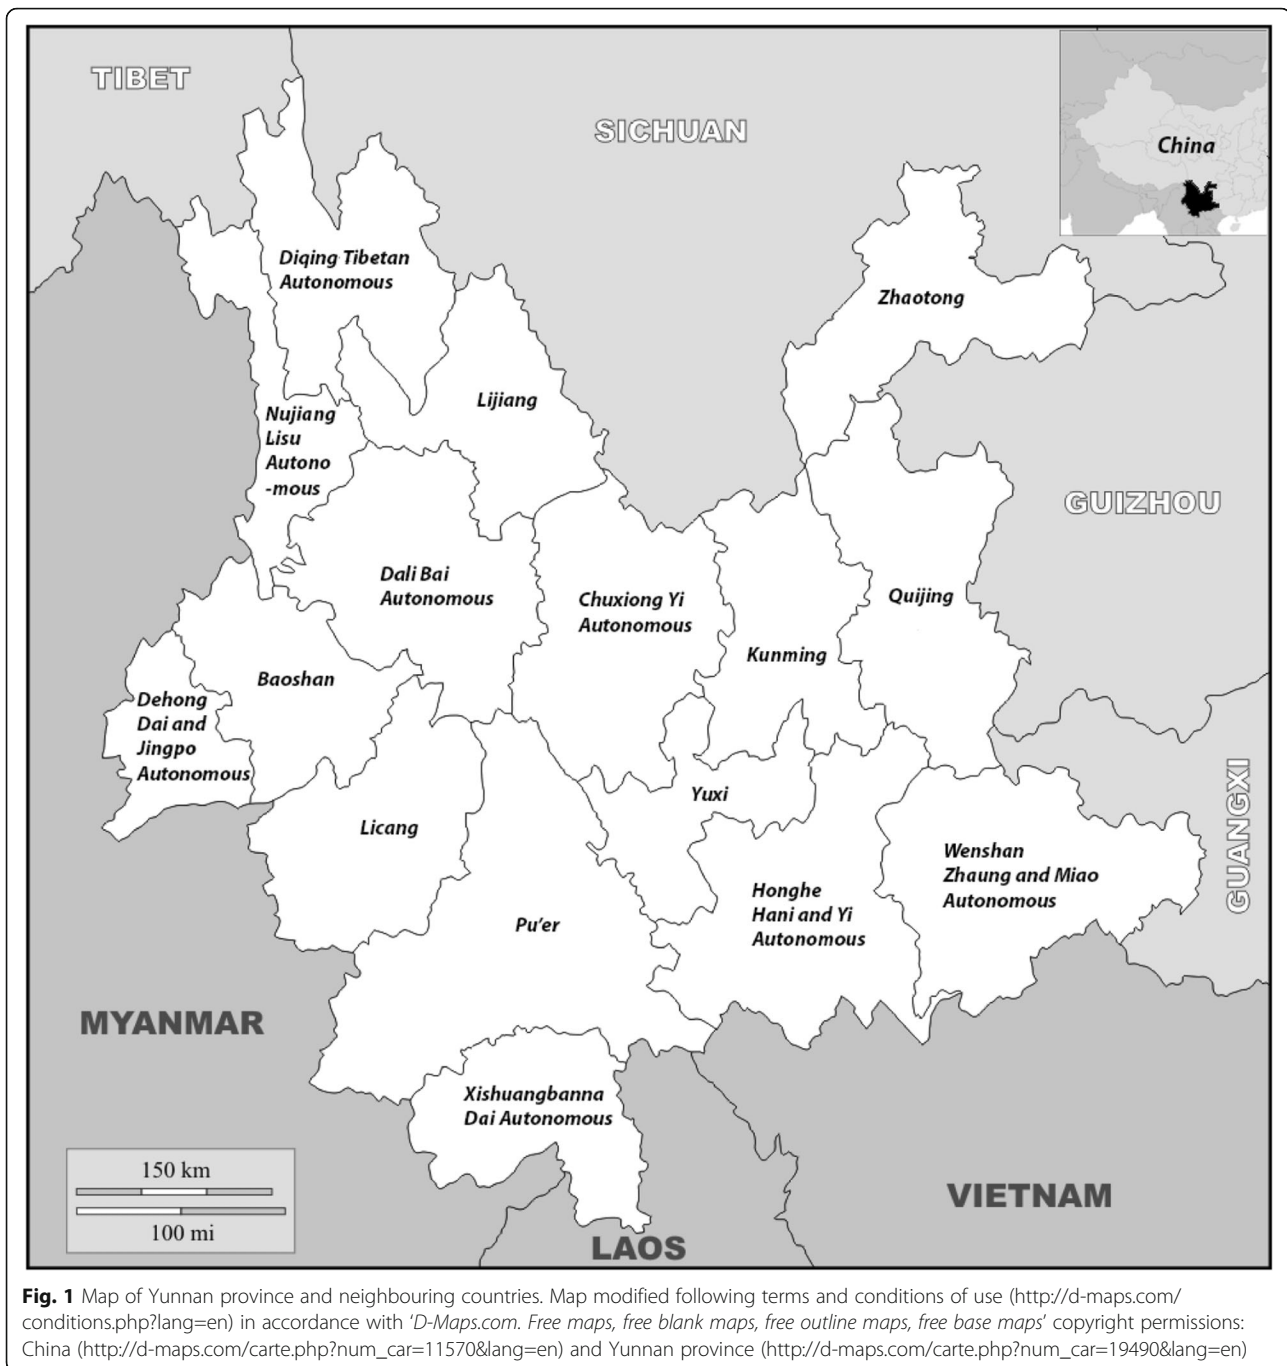 TIBET
SICHUAN
China
Diqing Tibetan
Autonomous
Zhaotong
Lijiang
Nujiang
Lisu
Autono
-mous
GUIZHOU
Dali Bai
Autonomous
Chuxiong Yi
Autonomous
Quijing
Kunming
Baoshan
Dehong
Dai and
Jingpo
Autonomous
Yuxi
GUANGXI
Licang
Wenshan
Zhaung and Miao
Autonomous
Honghe
Hani and Yi
Autonomous
Pu'er
MYANMAR
Xishuangbanna
Dai Autonomous
150 km
100 mi
VIETNAM
LAOS
Fig. 1 Map of Yunnan province and neighbouring countries. Map modified following terms and conditions of use (http://d-maps.com/
conditions.php?lang=en) in accordance with ‘D-Maps.com. Free maps, free blank maps, free outline maps, free base maps’ copyright permissions:
China (http://d-maps.com/carte.php?num_car=11570&lang=en) and Yunnan province (http://d-maps.com/carte.php?num_car=19490&lang=en)